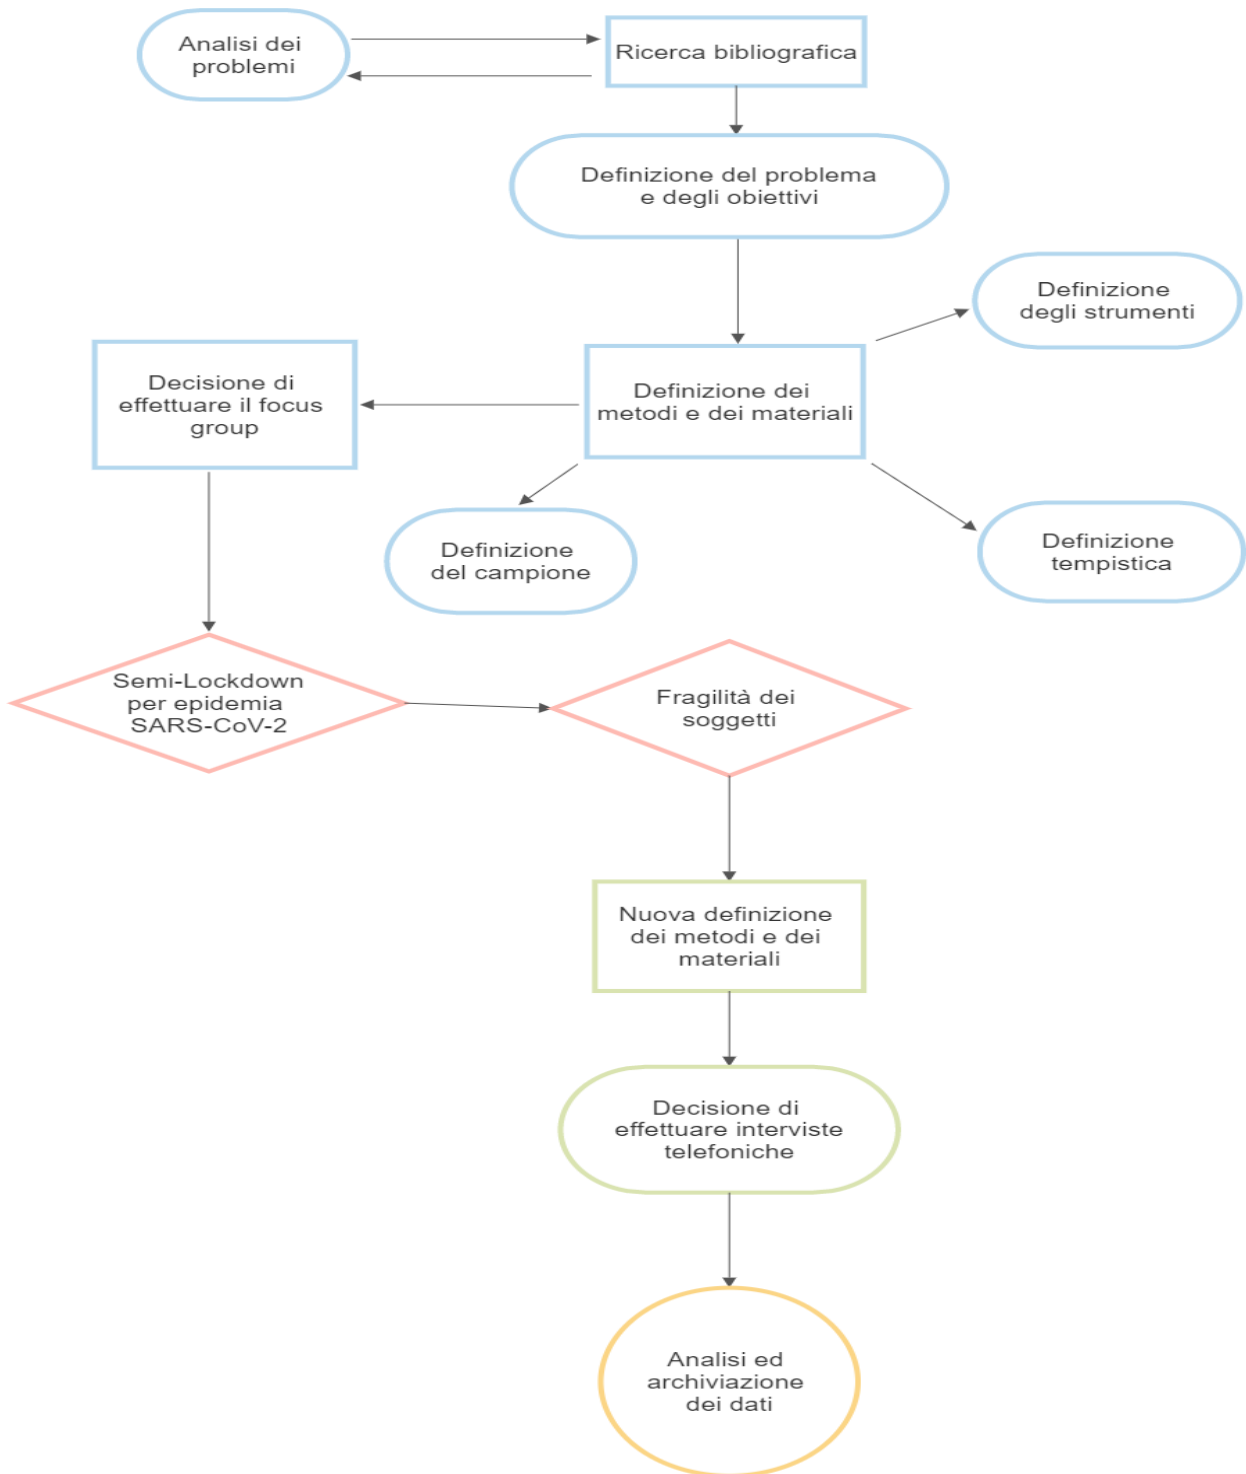 Analisi dei
problemi
Ricerca bibliografica
Definizione del problema
e degli obiettivi
Definizione
degli strumenti
Decisione di
effettuare il focus
group
Definizione dei
metodi e dei materiali
Definizione
del campione
Definizione
tempistica
Semi-Lockdown
per epidemia
SARS-CoV-2
Fragilità dei
soggetti
Nuova definizione
dei metodi e dei
materiali
Decisione di
effettuare interviste
telefoniche
Analisi ed
archiviazione
dei dati